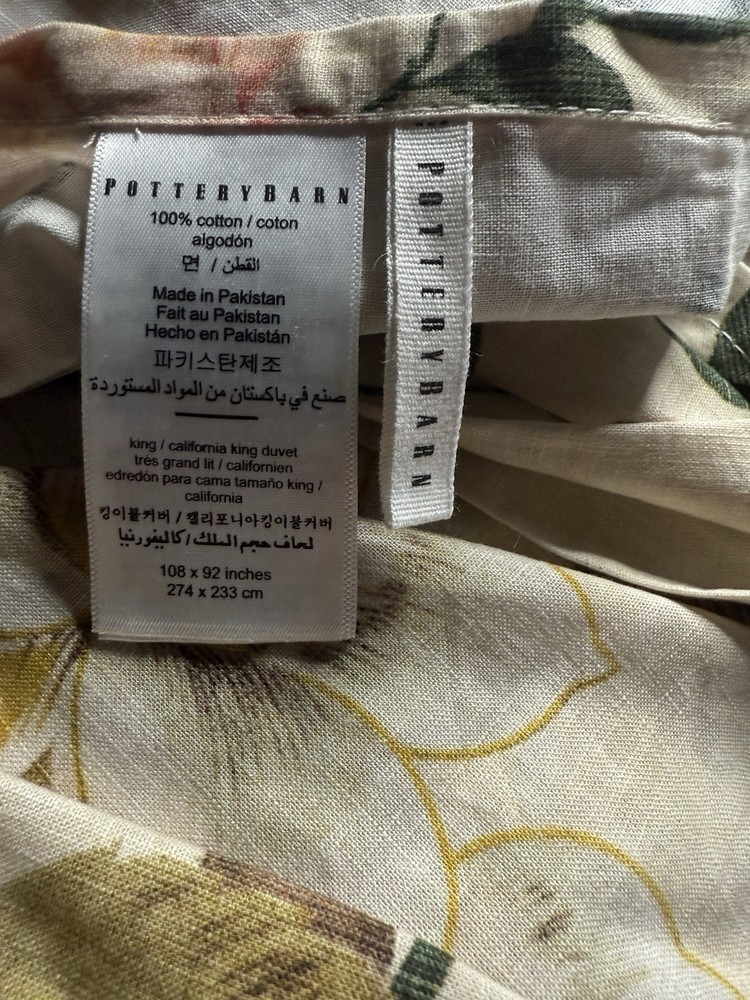 POTTERYBARN
100% cotton / coton
algodón
면 / القطن
Made in Pakistan
Fait au Pakistan
Hecho en Pakistán
파키스탄제조
صنع في باكستان من المواد المستوردة
king / california king duvet
très grand lit / californien
edredón para cama tamaño king /
california
킹이불커버 / 캘리포니아킹이불커버
لحاف حجم الملك/كاليفورنيا
108 x 92 inches
274 x 233 cm
POTTERYBARN